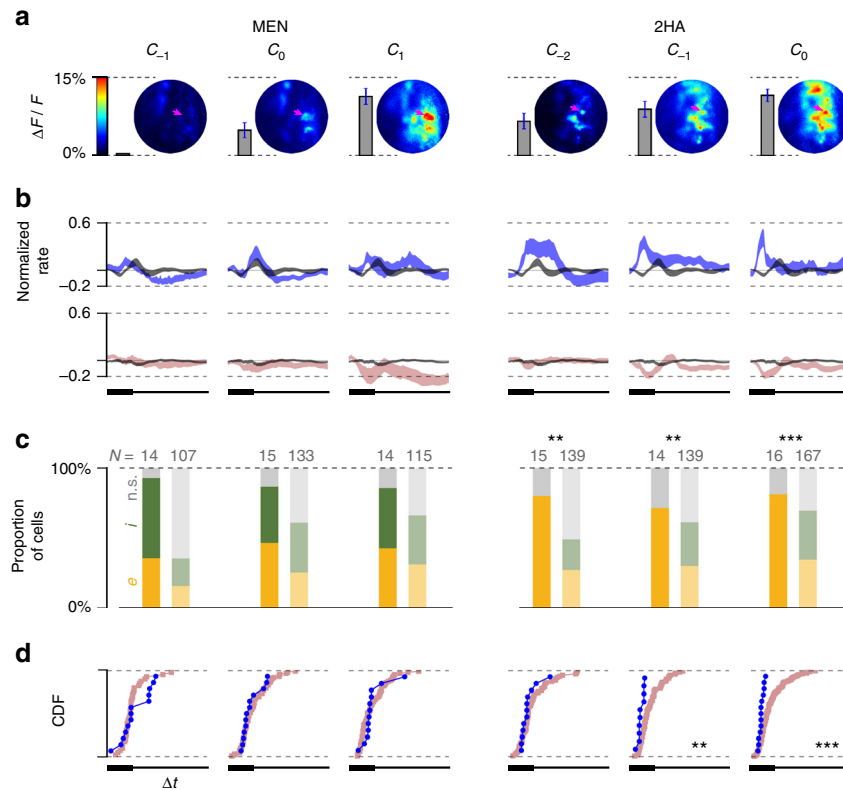 a
MEN 2HA
C₋₁ C₀ C₁ C₋₂ C₋₁ C₀
15%
ΔF / F
0%
b
0.6
Normalized
rate
−0.2
0.6
−0.2
c
** ** ***
N = 14 107 15 133 14 115 15 139 14 139 16 167
100%
n.s.
i
e
Proportion
of cells
0%
d
CDF
** ***
Δt